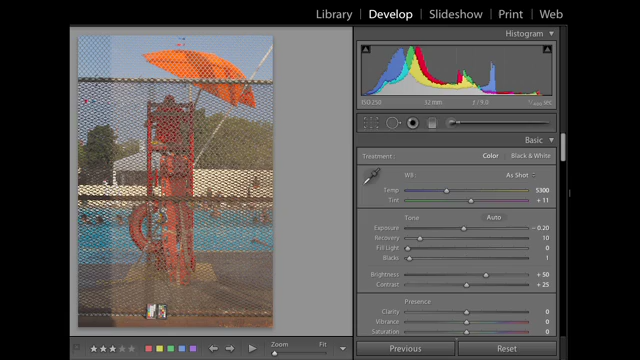 Library | Develop | Slideshow | Print | Web
Histogram
ISO 250 32 mm f / 9.0 sec
Basic
Treatment : Color Black & White
WB : As Shot
Temp 5300
Tint + 11
Tone Auto
Exposure − 0.20
Recovery 10
Fill Light 0
Blacks 1
Brightness + 50
Contrast + 25
Presence
Clarity 0
Vibrance 0
Saturation 0
Zoom Fit
Previous Reset